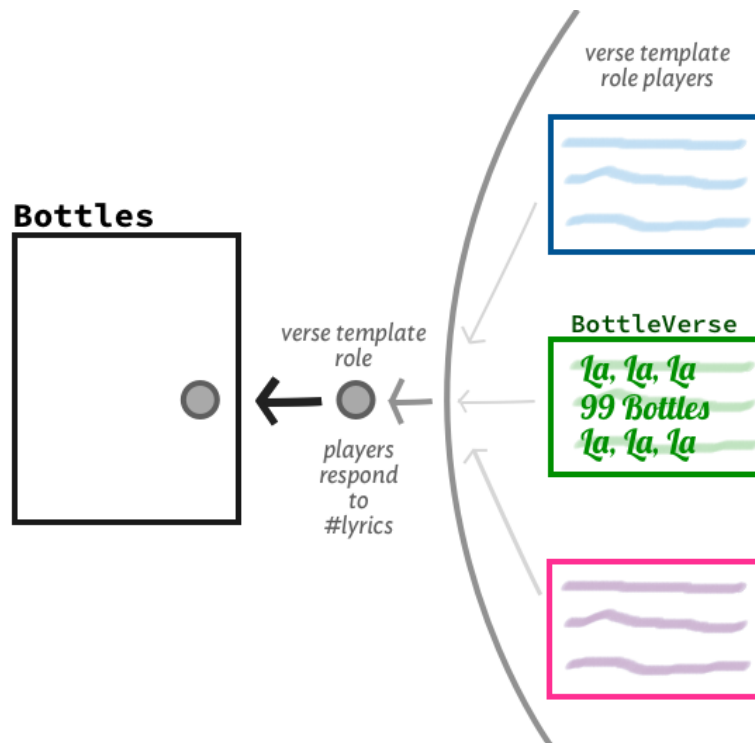 verse template
role players
Bottles
verse template
role
BottleVerse
La, La, La
99 Bottles
La, La, La
players
respond
to
#lyrics